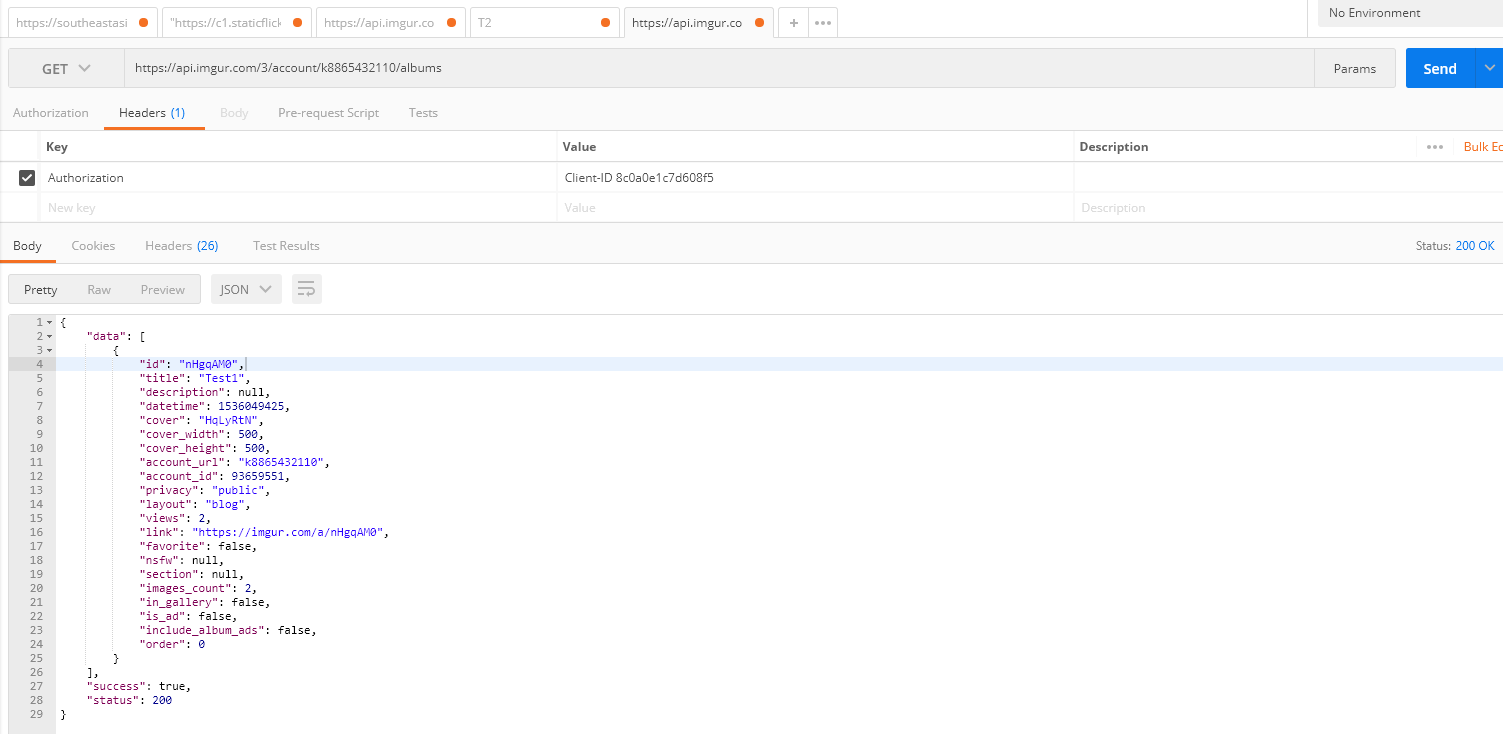 https://southeastasi "https://c1.staticflick https://api.imgur.co T2 https://api.imgur.co + ••• No Environment
GET https://api.imgur.com/3/account/k8865432110/albums Params Send
Authorization Headers (1) Body Pre-request Script Tests
Key Value Description ••• Bulk Ec
Authorization Client-ID 8c0a0e1c7d608f5
New key Value Description
Body Cookies Headers (26) Test Results Status: 200 OK
Pretty Raw Preview JSON
1 {
2 "data": [
3 {
4 "id": "nHgqAM0",
5 "title": "Test1",
6 "description": null,
7 "datetime": 1536049425,
8 "cover": "HqLyRtN",
9 "cover_width": 500,
10 "cover_height": 500,
11 "account_url": "k8865432110",
12 "account_id": 93659551,
13 "privacy": "public",
14 "layout": "blog",
15 "views": 2,
16 "link": "https://imgur.com/a/nHgqAM0",
17 "favorite": false,
18 "nsfw": null,
19 "section": null,
20 "images_count": 2,
21 "in_gallery": false,
22 "is_ad": false,
23 "include_album_ads": false,
24 "order": 0
25 }
26 ],
27 "success": true,
28 "status": 200
29 }